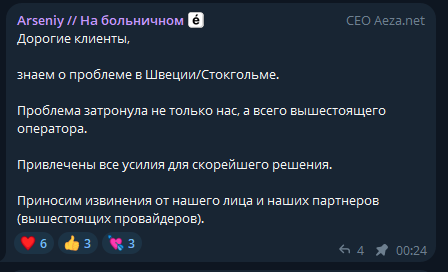 Arseniy // На больничном é CEO Aeza.net
Дорогие клиенты,
знаем о проблеме в Швеции/Стокгольме.
Проблема затронула не только нас, а всего вышестоящего
оператора.
Привлечены все усилия для скорейшего решения.
Приносим извинения от нашего лица и наших партнеров
(вышестоящих провайдеров).
6 3 3 4 00:24